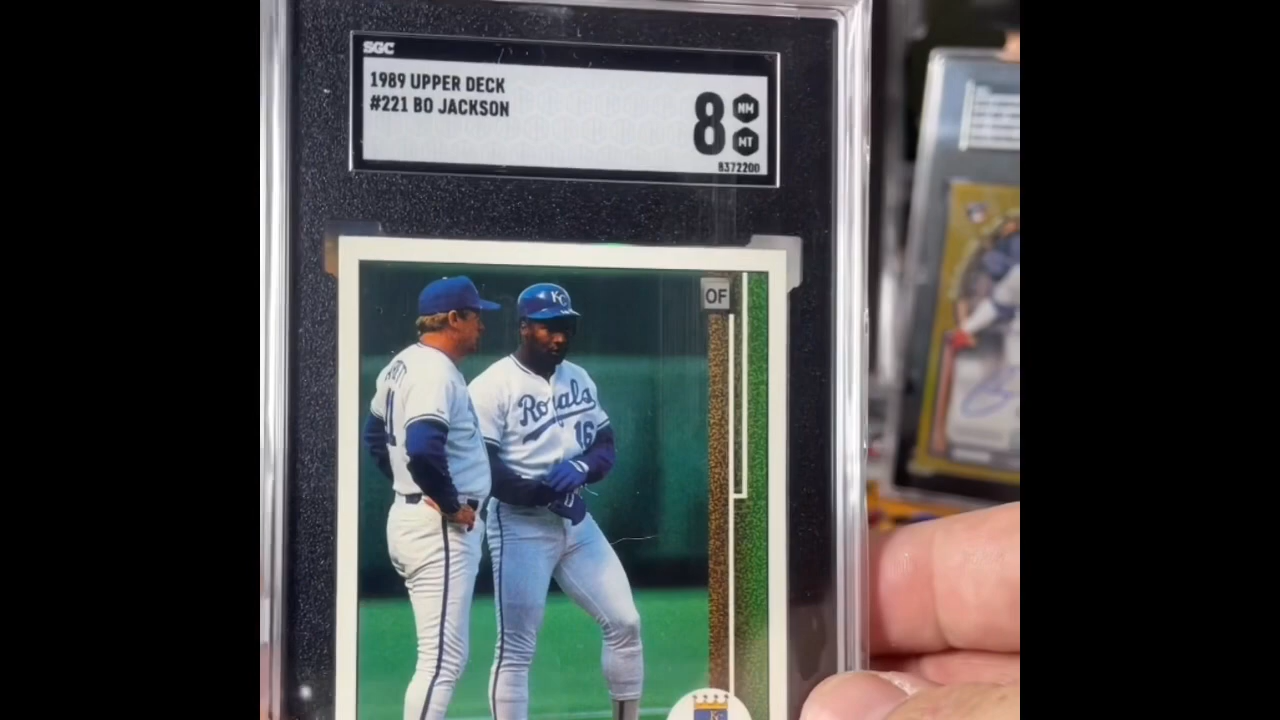 SGC
1989 UPPER DECK
#221 BO JACKSON
8
NM
MT
8372200
OF
KC
Royals
16